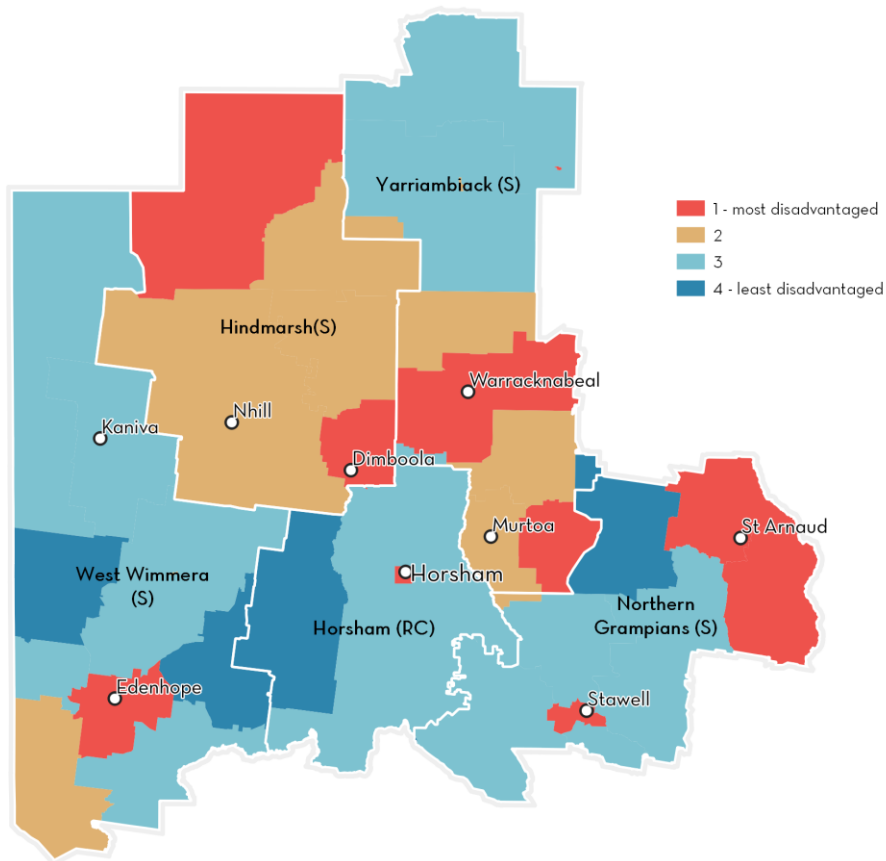 Yarriambiack (S)
1 - most disadvantaged
2
3
4 - least disadvantaged
Hindmarsh(S)
Warracknabeal
Nhill
Kaniva
Dimboola
Murtoa
St Arnaud
Horsham
West Wimmera
(S)
Northern
Grampians (S)
Horsham (RC)
Edenhope
Stawell